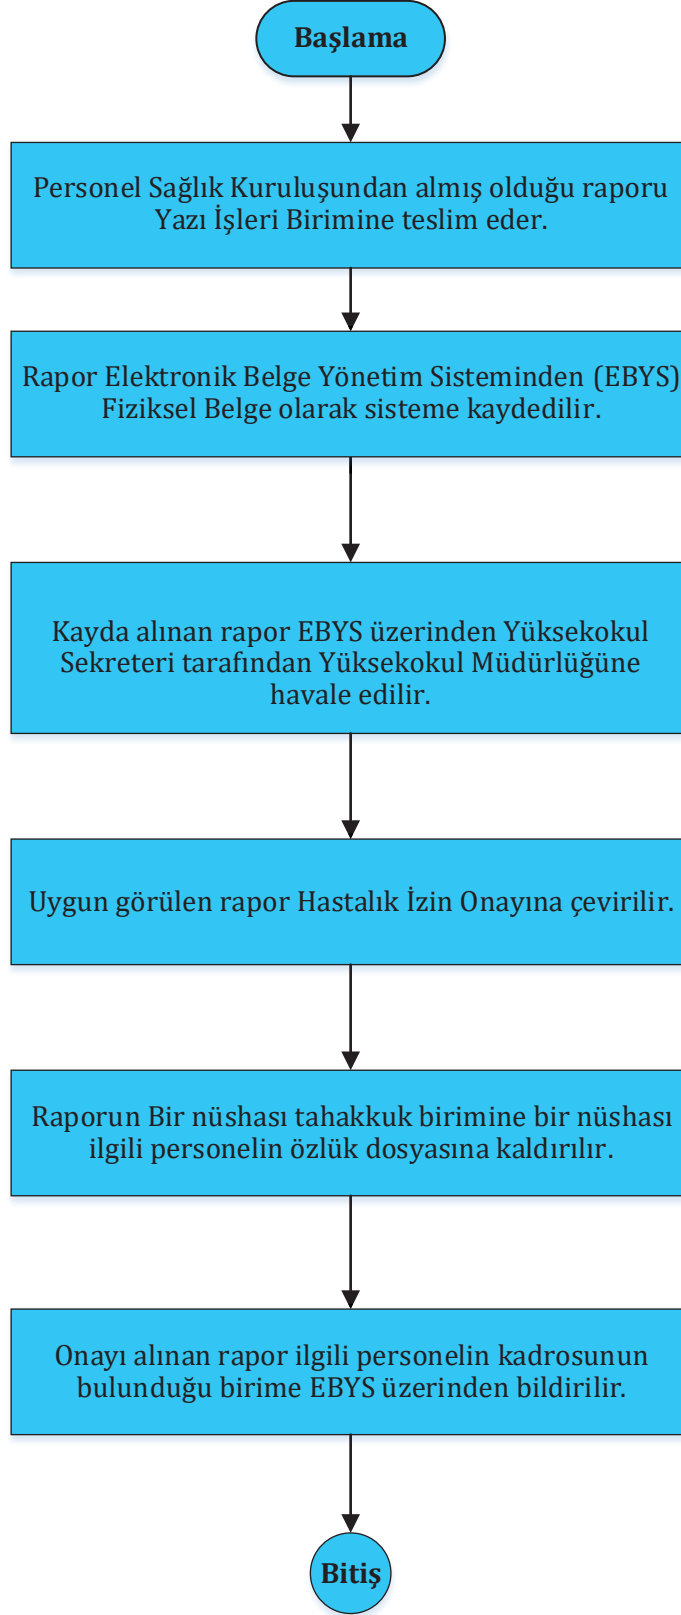 Başlama
Personel Sağlık Kuruluşundan almış olduğu raporu
Yazı İşleri Birimine teslim eder.
Rapor Elektronik Belge Yönetim Sisteminden (EBYS)
Fiziksel Belge olarak sisteme kaydedilir.
Kayda alınan rapor EBYS üzerinden Yüksekokul
Sekreteri tarafından Yüksekokul Müdürlüğüne
havale edilir.
Uygun görülen rapor Hastalık İzin Onayına çevirilir.
Raporun Bir nüshası tahakkuk birimine bir nüshası
ilgili personelin özlük dosyasına kaldırılır.
Onayı alınan rapor ilgili personelin kadrosunun
bulunduğu birime EBYS üzerinden bildirilir.
Bitiş